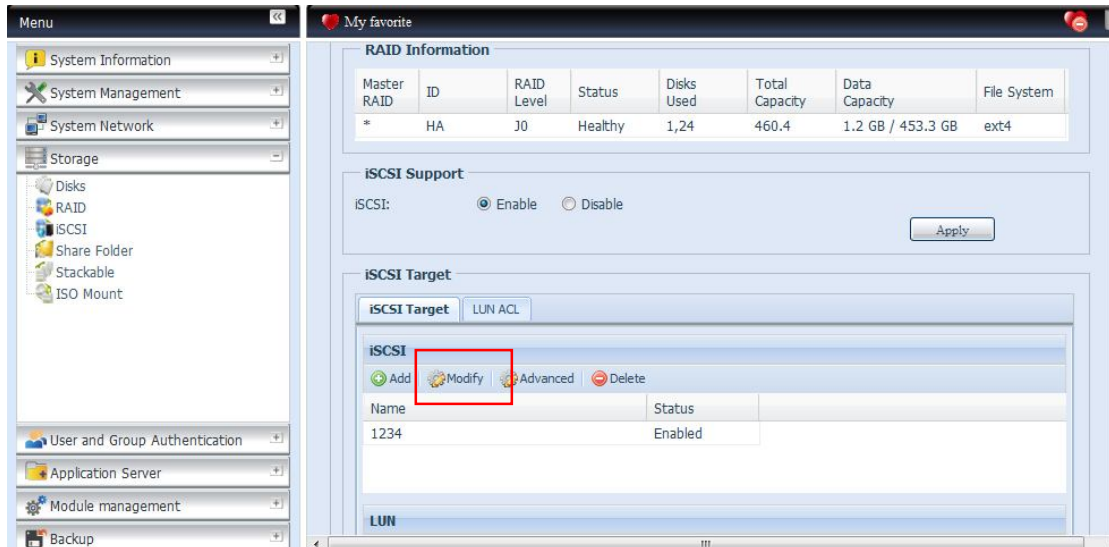 Menu
System Information
System Management
System Network
Storage
Disks
RAID
iSCSI
Share Folder
Stackable
ISO Mount
User and Group Authentication
Application Server
Module management
Backup
My favorite
RAID Information
Master RAID ID RAID Level Status Disks Used Total Capacity Data Capacity File System
* HA J0 Healthy 1,24 460.4 1.2 GB / 453.3 GB ext4
iSCSI Support
iSCSI: Enable Disable
Apply
iSCSI Target
iSCSI Target LUN ACL
iSCSI
Add Modify Advanced Delete
Name Status
1234 Enabled
LUN